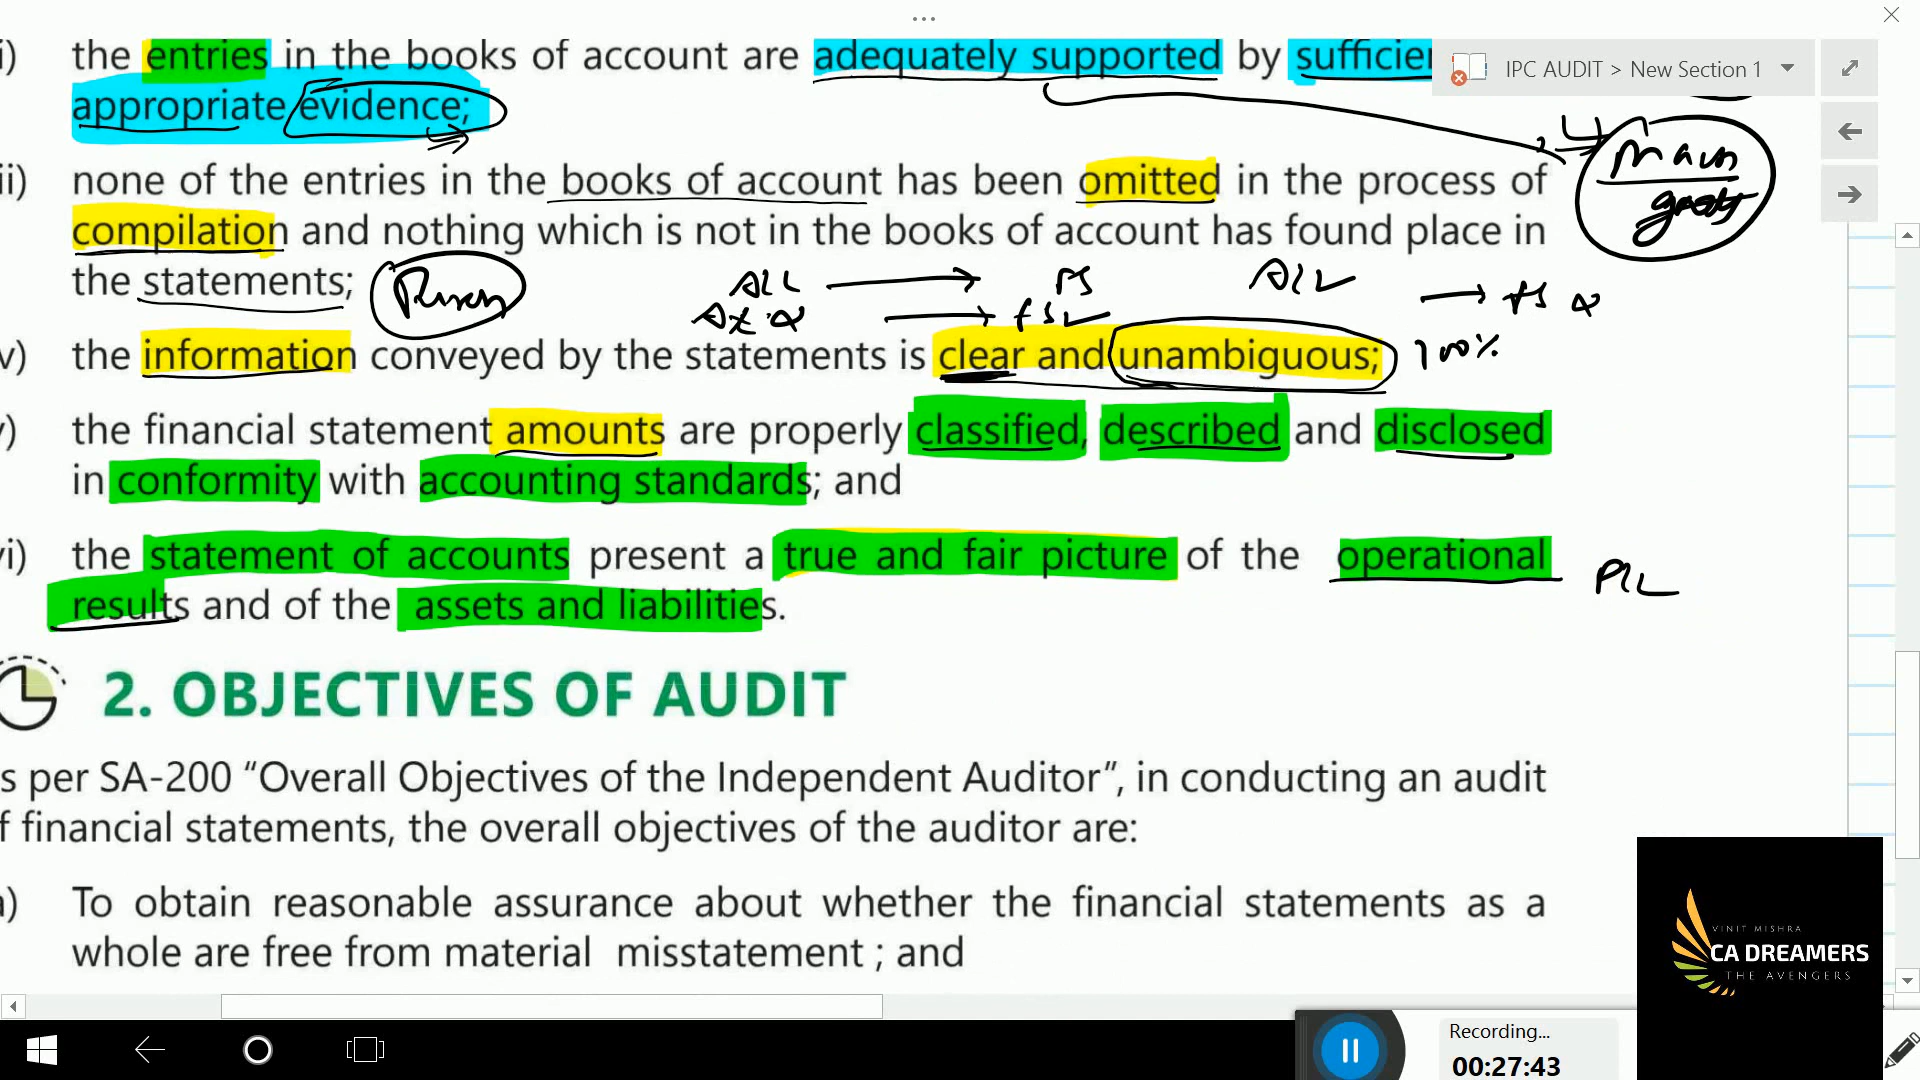 i) the entries in the books of account are adequately supported by sufficien
IPC AUDIT > New Section 1
appropriate evidence;
Main
ii) none of the entries in the books of account has been omitted in the process of
compilation and nothing which is not in the books of account has found place in
the statements;
A/C FS A/C
FS FS
v) the information conveyed by the statements is clear and unambiguous; 100%
v) the financial statement amounts are properly classified, described and disclosed
in conformity with accounting standards; and
vi) the statement of accounts present a true and fair picture of the operational
P/L
results and of the assets and liabilities.
2. OBJECTIVES OF AUDIT
s per SA-200 “Overall Objectives of the Independent Auditor”, in conducting an audit
f financial statements, the overall objectives of the auditor are:
a) To obtain reasonable assurance about whether the financial statements as a
whole are free from material misstatement ; and
VINIT MISHRA
CA DREAMERS
THE AVENGERS
Recording...
00:27:43